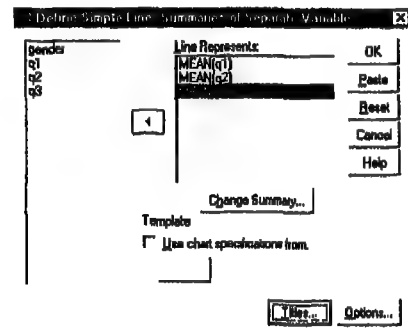 Define Simple Line: Summaries of Separate Variable
gender
q1
q2
q3
Line Represents:
MEAN(q1)
MEAN(q2)
OK
Paste
Reset
Cancel
Help
Change Summary...
Template
Use chart specifications from:
Titles...
Options...